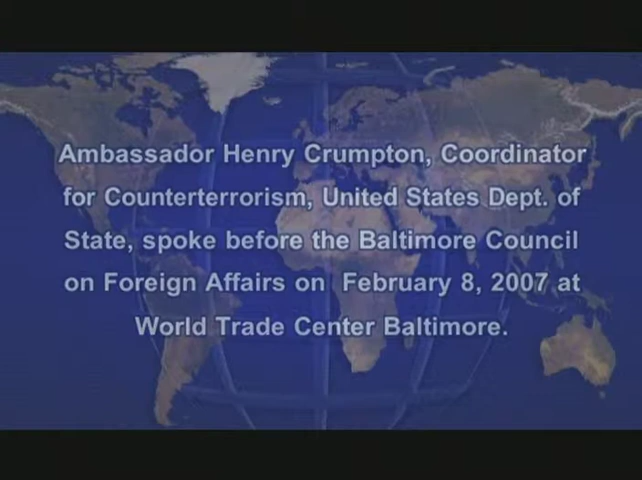 Ambassador Henry Crumpton, Coordinator
for Counterterrorism, United States Dept. of
State, spoke before the Baltimore Council
on Foreign Affairs on February 8, 2007 at
World Trade Center Baltimore.